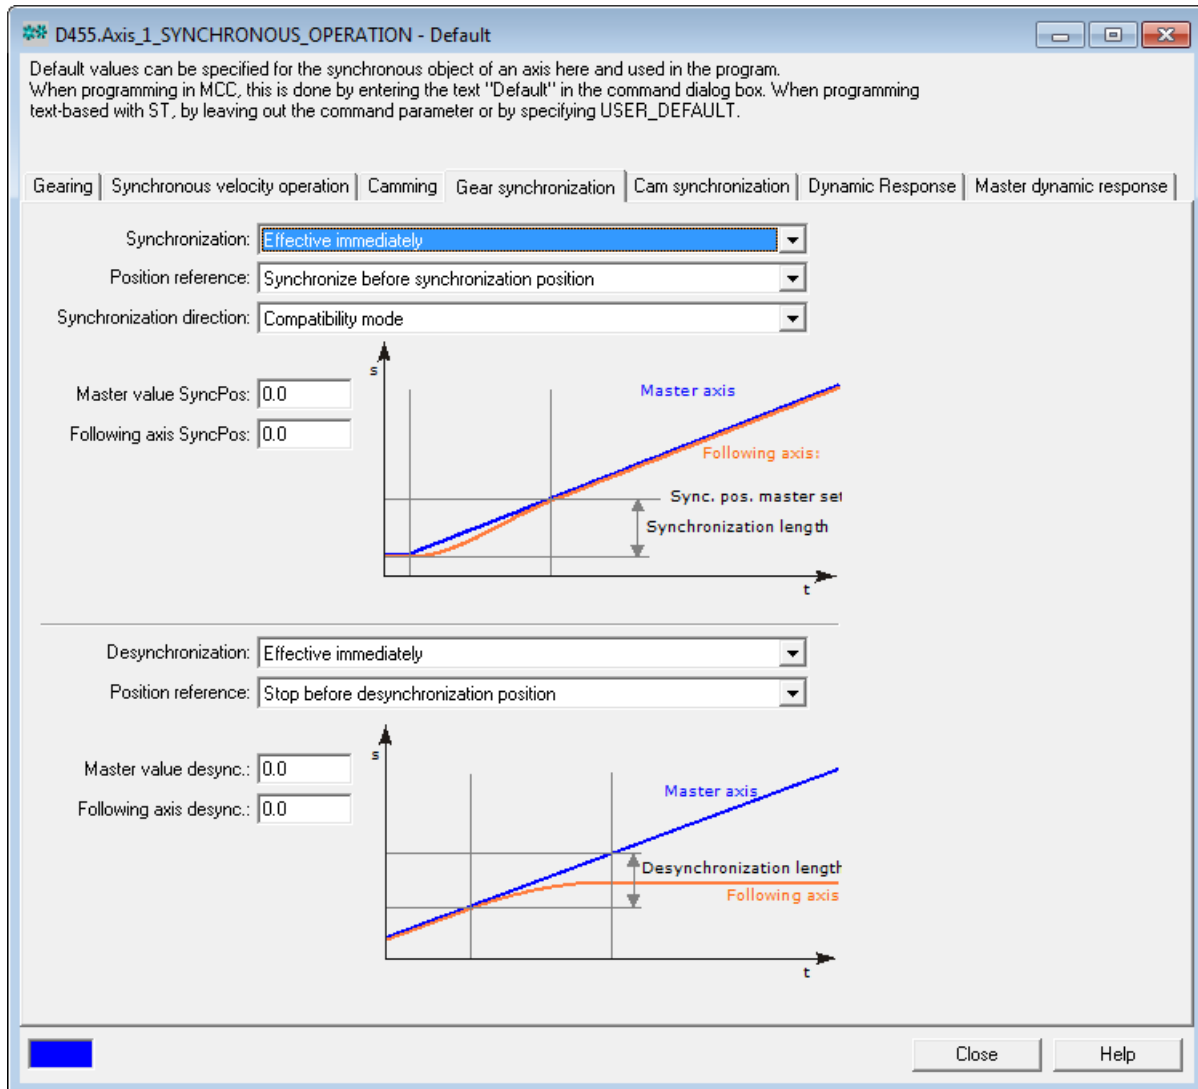 D455.Axis_1_SYNCHRONOUS_OPERATION - Default
Default values can be specified for the synchronous object of an axis here and used in the program.
When programming in MCC, this is done by entering the text "Default" in the command dialog box. When programming
text-based with ST, by leaving out the command parameter or by specifying USER_DEFAULT.
Gearing Synchronous velocity operation Camming Gear synchronization Cam synchronization Dynamic Response Master dynamic response
Synchronization: Effective immediately
Position reference: Synchronize before synchronization position
Synchronization direction: Compatibility mode
s
Master value SyncPos: 0.0
Master axis
Following axis SyncPos: 0.0
Following axis:
Sync. pos. master set
Synchronization length
t
Desynchronization: Effective immediately
Position reference: Stop before desynchronization position
s
Master value desync.: 0.0
Master axis
Following axis desync.: 0.0
Desynchronization length
Following axis
t
Close Help